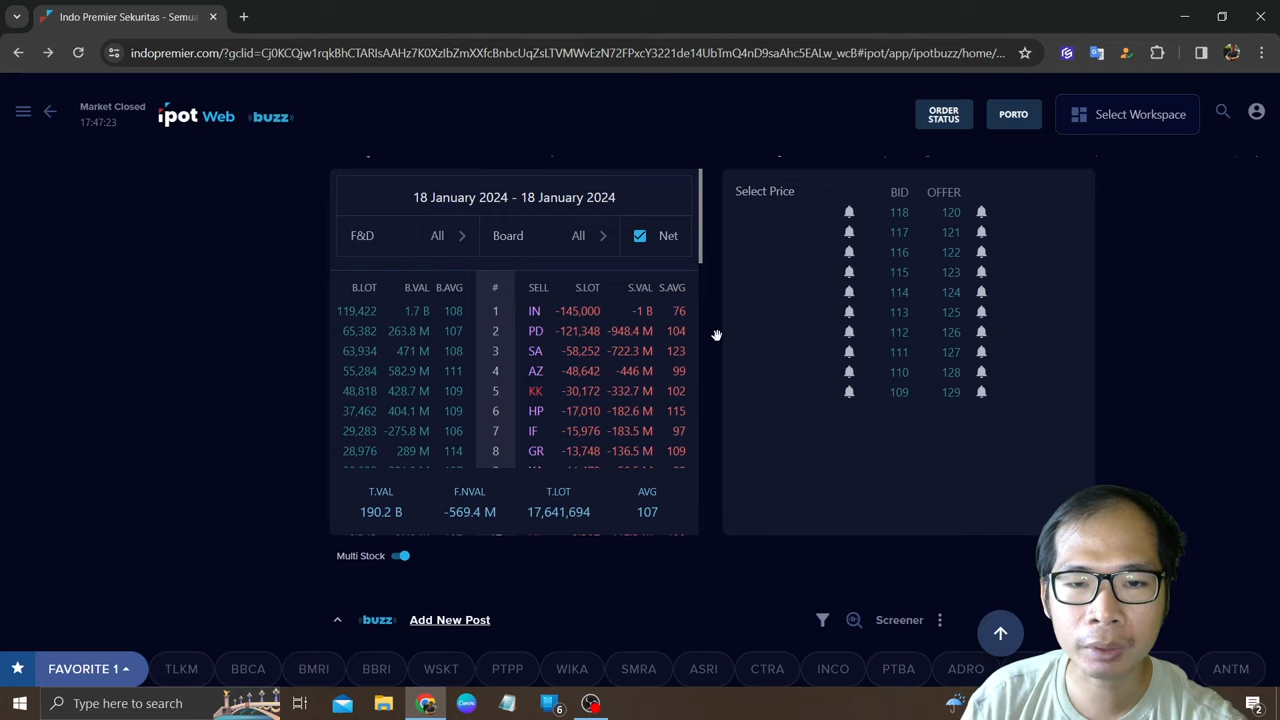 Indo Premier Sekuritas - Semua
indopremier.com/?gclid=Cj0KCQjw1rqkBhCTARIsAAHz7K0XzlbZmXXfcBnbcUqZsLTVMWvEzN72FPxcY3221de14UbTmQ4nD9saAhc5EALw_wcB#ipot/app/ipotbuzz/home/...
Market Closed
17:47:23
ipot Web buzz
ORDER STATUS
PORTO
Select Workspace
18 January 2024 - 18 January 2024
F&D All Board All Net
B.LOT B.VAL B.AVG # SELL S.LOT S.VAL S.AVG
119,422 1.7 B 108 1 IN -145,000 -1 B 76
65,382 263.8 M 107 2 PD -121,348 -948.4 M 104
63,934 471 M 108 3 SA -58,252 -722.3 M 123
55,284 582.9 M 111 4 AZ -48,642 -446 M 99
48,818 428.7 M 109 5 KK -30,172 -332.7 M 102
37,462 404.1 M 109 6 HP -17,010 -182.6 M 115
29,283 -275.8 M 106 7 IF -15,976 -183.5 M 97
28,976 289 M 114 8 GR -13,748 -136.5 M 109
T.VAL F.NVAL T.LOT AVG
190.2 B -569.4 M 17,641,694 107
Multi Stock
Select Price
BID OFFER
118 120
117 121
116 122
115 123
114 124
113 125
112 126
111 127
110 128
109 129
buzz Add New Post
Screener
FAVORITE 1 TLKM BBCA BMRI BBRI WSKT PTPP WIKA SMRA ASRI CTRA INCO PTBA ADRO ANTM
Type here to search
6
2